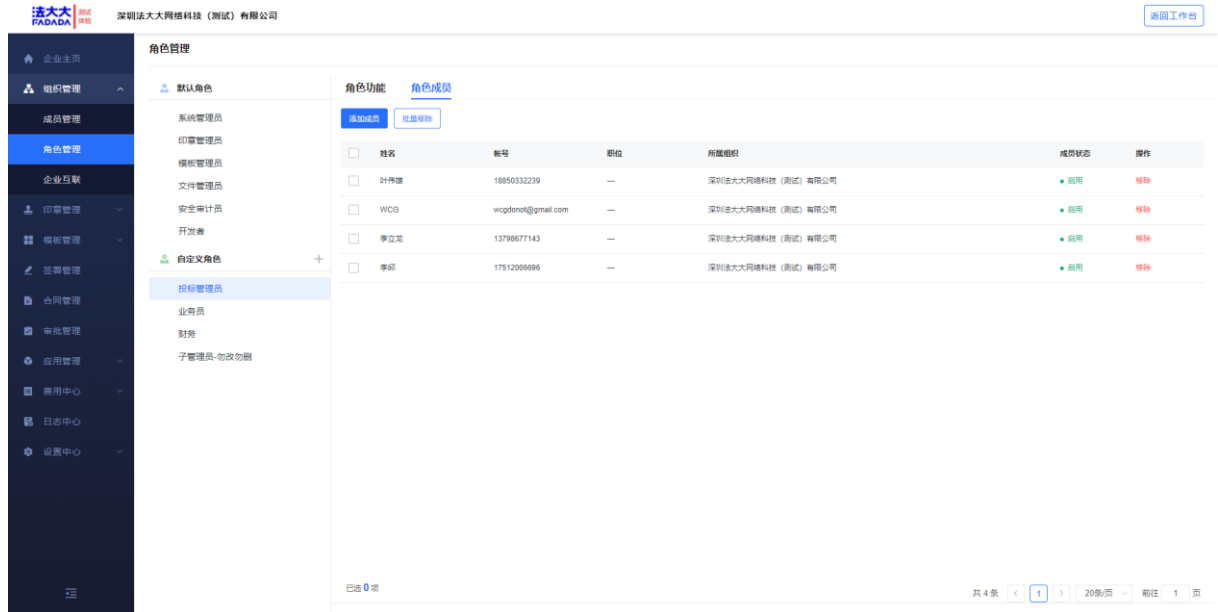 法大大 FADADA 测试体验 深圳法大大网络科技（测试）有限公司 返回工作台
角色管理
企业主页
组织管理
成员管理
角色管理
企业互联
印章管理
模板管理
签署管理
合同管理
审批管理
应用管理
费用中心
日志中心
设置中心
默认角色
系统管理员
印章管理员
模板管理员
文件管理员
安全审计员
开发者
自定义角色
投标管理员
业务员
财务
子管理员-勿改勿删
角色功能 角色成员
添加成员 批量移除
姓名 帐号 职位 所属组织 成员状态 操作
叶伟雄 18850332239 — 深圳法大大网络科技（测试）有限公司 启用 移除
WCG wcgdonot@gmail.com — 深圳法大大网络科技（测试）有限公司 启用 移除
李立龙 13798677143 — 深圳法大大网络科技（测试）有限公司 启用 移除
李 17512006696 — 深圳法大大网络科技（测试）有限公司 启用 移除
已选 0 项
共 4 条 1 20条/页 前往 1 页